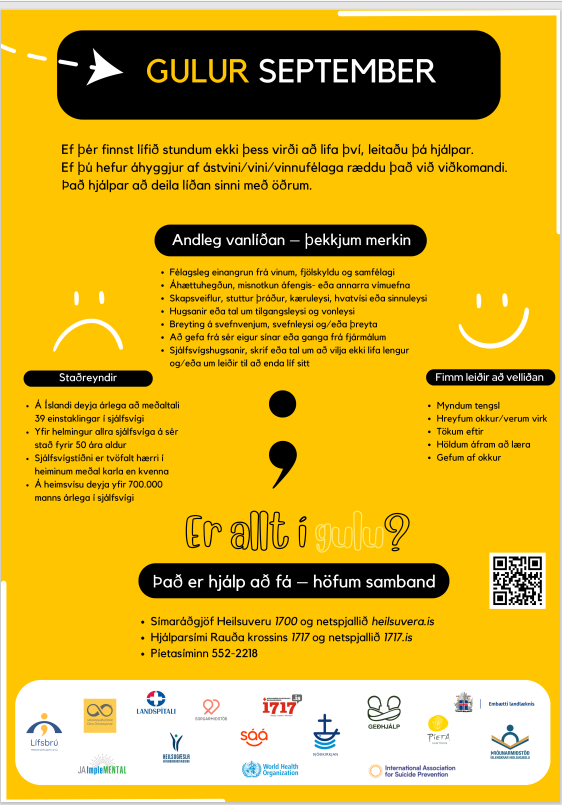 GULUR SEPTEMBER
Ef þér finnst lífið stundum ekki þess virði að lifa því, leitaðu þá hjálpar.
Ef þú hefur áhyggjur af ástvini/vini/vinnufélaga ræddu það við viðkomandi.
Það hjálpar að deila líðan sinni með öðrum.
Andleg vanlíðan – þekkjum merkin
• Félagsleg einangrun frá vinum, fjölskyldu og samfélagi
• Áhættuhegðun, misnotkun áfengis- eða annarra vímuefna
• Skapsveiflur, stuttur þráður, kæruleysi, hvatvísi eða sinnuleysi
• Hugsanir eða tal um tilgangsleysi og vonleysi
• Breyting á svefnvenjum, svefnleysi og/eða þreyta
• Að gefa frá sér eigur sínar eða ganga frá fjármálum
• Sjálfsvígshugsanir, skrif eða tal um að vilja ekki lifa lengur
og/eða um leiðir til að enda líf sitt
Staðreyndir
• Á Íslandi deyja árlega að meðaltali
39 einstaklingar í sjálfsvígi
• Yfir helmingur allra sjálfsvíga á sér
stað fyrir 50 ára aldur
• Sjálfsvígstíðni er tvöfalt hærri í
heiminum meðal karla en kvenna
• Á heimsvísu deyja yfir 700.000
manns árlega í sjálfsvígi
Fimm leiðir að vellíðan
• Myndum tengsl
• Hreyfum okkur/verum virk
• Tökum eftir
• Höldum áfram að læra
• Gefum af okkur
;
Er allt í gulu?
Það er hjálp að fá – höfum samband
• Símaráðgjöf Heilsuveru 1700 og netspjallið heilsuvera.is
• Hjálparsími Rauða krossins 1717 og netspjallið 1717.is
• Píetasíminn 552-2218
Lífsbrú
LANDSPÍTALI
SORGARMIÐSTÖÐ
1717.is
GEÐHJÁLP
Embætti landlæknis
JA ImpleMENTAL
HEILSUGÆSLA
sáá
World Health
Organization
ÞJÓÐKIRKJAN
PIETA
International Association
for Suicide Prevention